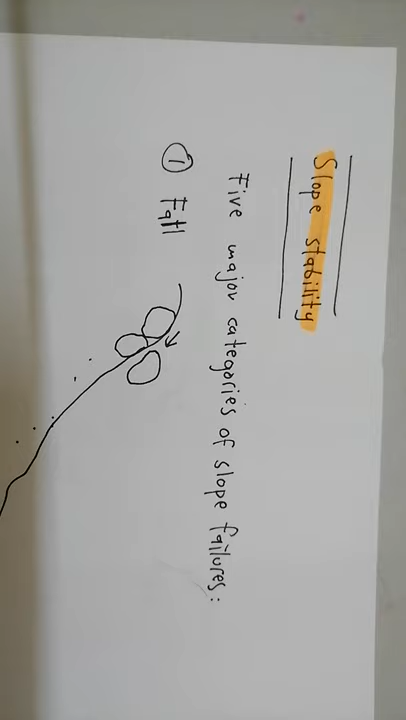 Slope stability
Five major categories of slope failures:
① Fall